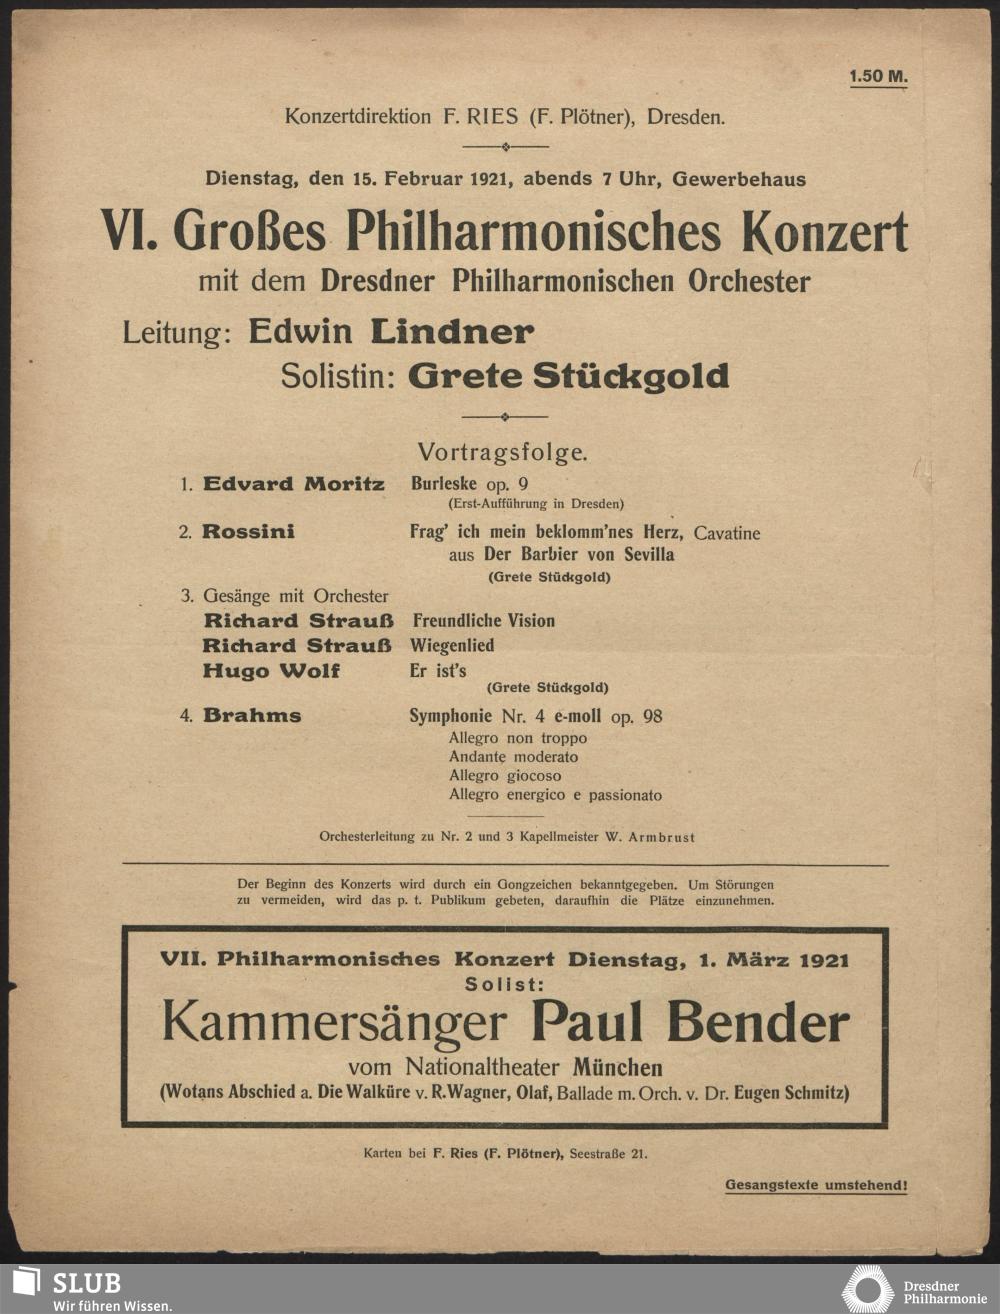 1.50 M.
Konzertdirektion F. RIES (F. Plötner), Dresden.
Dienstag, den 15. Februar 1921, abends 7 Uhr, Gewerbehaus
VI. Großes Philharmonisches Konzert
mit dem Dresdner Philharmonischen Orchester
Leitung: Edwin Lindner
Solistin: Grete Stückgold
Vortragsfolge.
1. Edvard Moritz Burleske op. 9
(Erst-Aufführung in Dresden)
2. Rossini Frag' ich mein beklomm'nes Herz, Cavatine
aus Der Barbier von Sevilla
(Grete Stückgold)
3. Gesänge mit Orchester
Richard Strauß Freundliche Vision
Richard Strauß Wiegenlied
Hugo Wolf Er ist's
(Grete Stückgold)
4. Brahms Symphonie Nr. 4 e-moll op. 98
Allegro non troppo
Andante moderato
Allegro giocoso
Allegro energico e passionato
Orchesterleitung zu Nr. 2 und 3 Kapellmeister W. Armbrust
Der Beginn des Konzerts wird durch ein Gongzeichen bekanntgegeben. Um Störungen
zu vermeiden, wird das p. t. Publikum gebeten, daraufhin die Plätze einzunehmen.
VII. Philharmonisches Konzert Dienstag, 1. März 1921
Solist:
Kammersänger Paul Bender
vom Nationaltheater München
(Wotans Abschied a. Die Walküre v. R. Wagner, Olaf, Ballade m. Orch. v. Dr. Eugen Schmitz)
Karten bei F. Ries (F. Plötner), Seestraße 21.
Gesangstexte umstehend!
SLUB
Wir führen Wissen.
Dresdner
Philharmonie